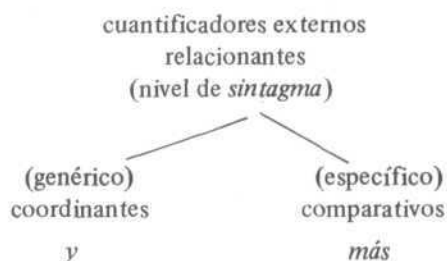 cuantificadores externos
relacionantes
(nivel de sintagma)
(genérico) (específico)
coordinantes comparativos
y más